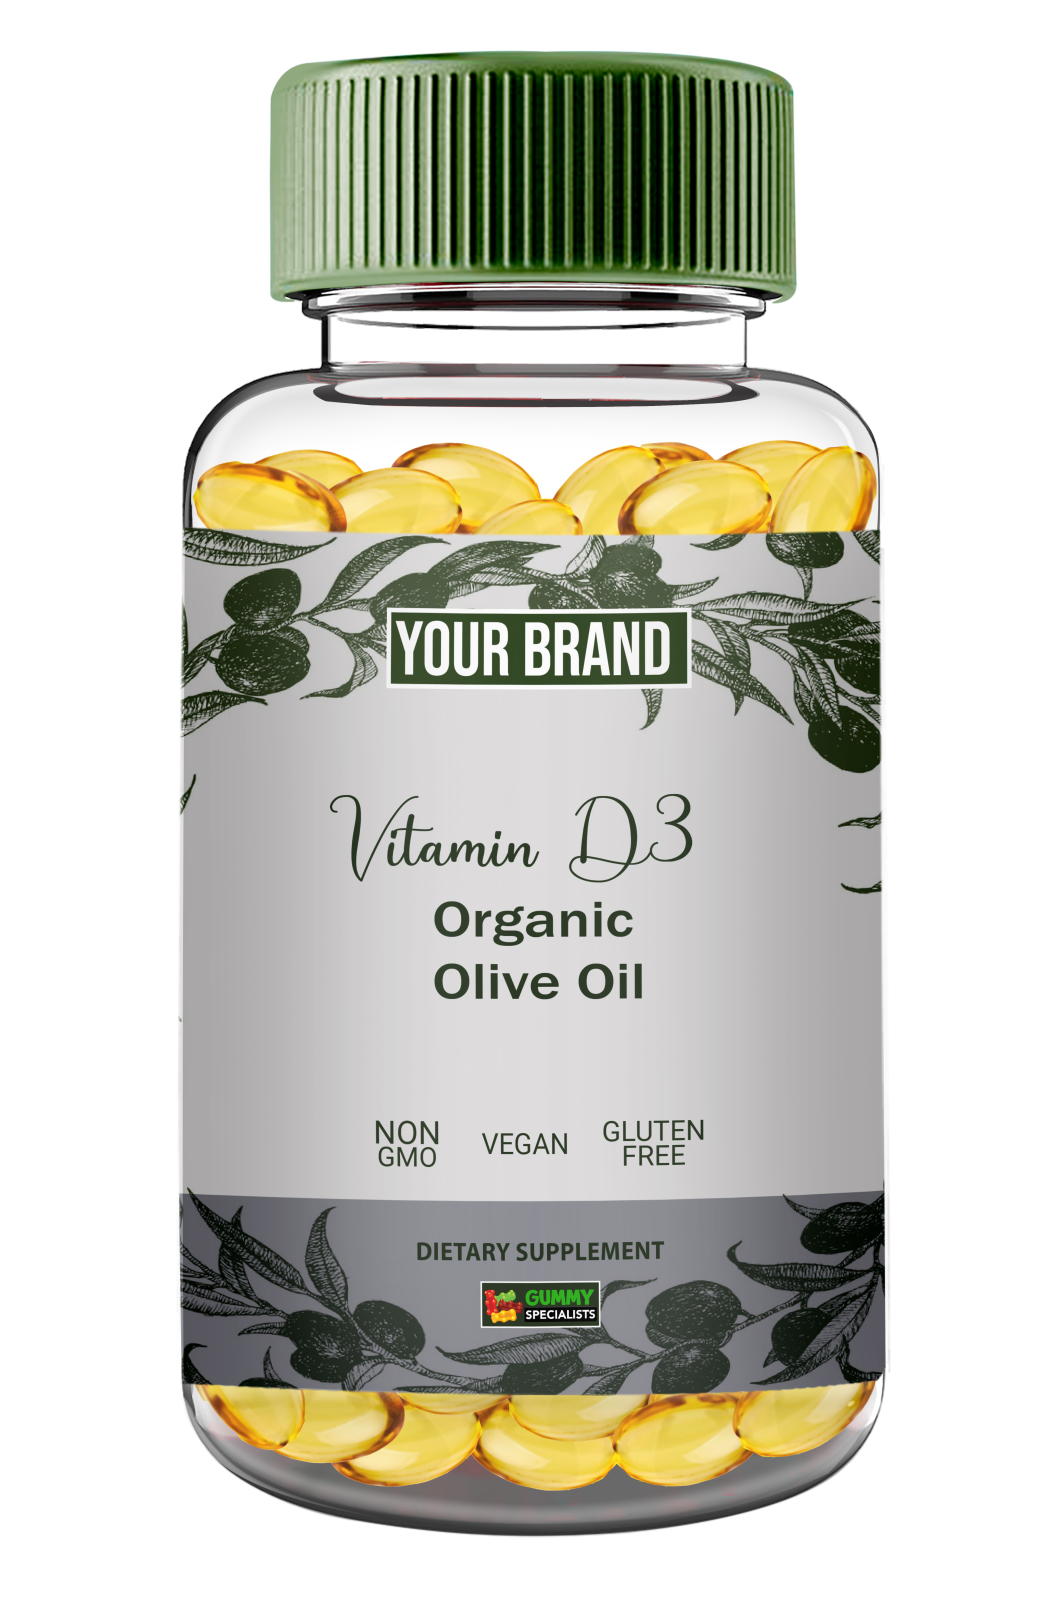 YOUR BRAND
Vitamin D3
Organic
Olive Oil
NON
GMO
VEGAN
GLUTEN
FREE
DIETARY SUPPLEMENT
GUMMY
SPECIALISTS